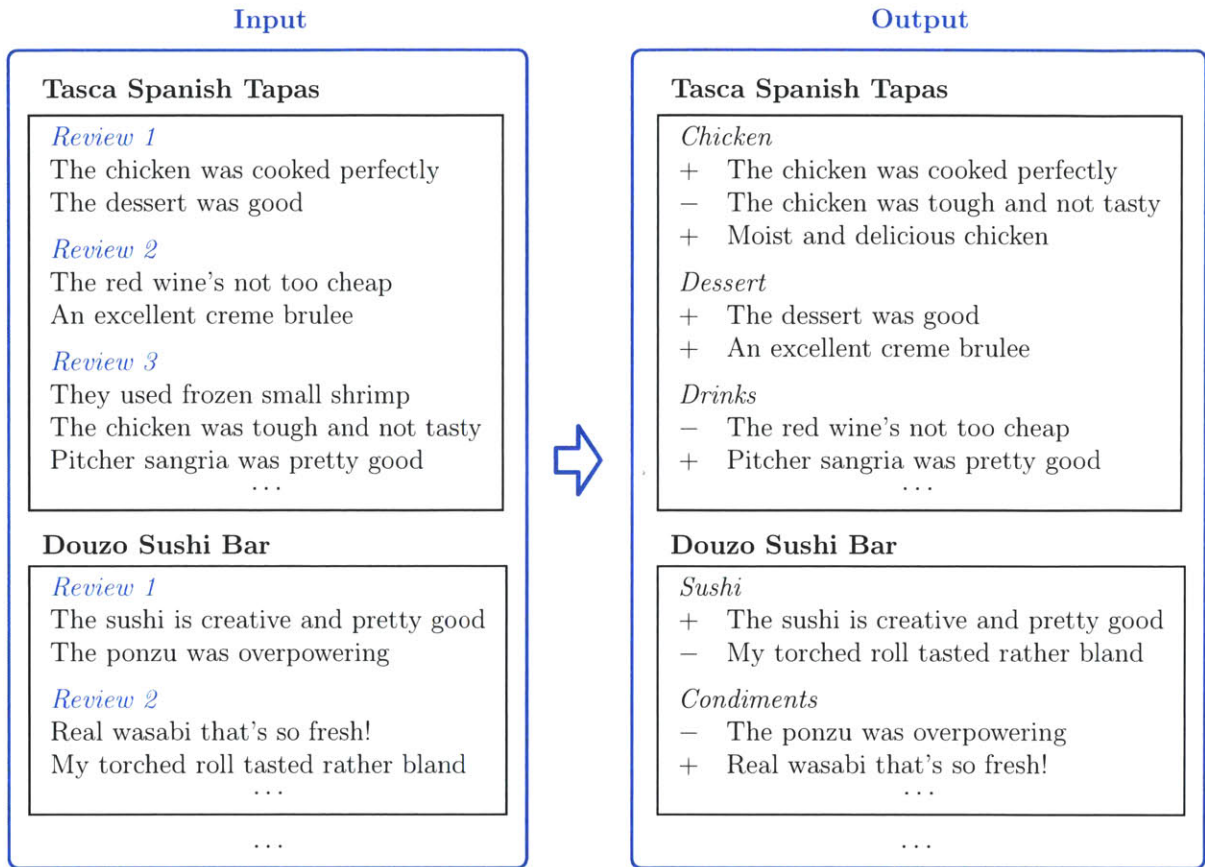 Input
Tasca Spanish Tapas
Review 1
The chicken was cooked perfectly
The dessert was good
Review 2
The red wine's not too cheap
An excellent creme brulee
Review 3
They used frozen small shrimp
The chicken was tough and not tasty
Pitcher sangria was pretty good
...
Douzo Sushi Bar
Review 1
The sushi is creative and pretty good
The ponzu was overpowering
Review 2
Real wasabi that's so fresh!
My torched roll tasted rather bland
...
...
Output
Tasca Spanish Tapas
Chicken
+ The chicken was cooked perfectly
− The chicken was tough and not tasty
+ Moist and delicious chicken
Dessert
+ The dessert was good
+ An excellent creme brulee
Drinks
− The red wine's not too cheap
+ Pitcher sangria was pretty good
...
Douzo Sushi Bar
Sushi
+ The sushi is creative and pretty good
− My torched roll tasted rather bland
Condiments
− The ponzu was overpowering
+ Real wasabi that's so fresh!
...
...